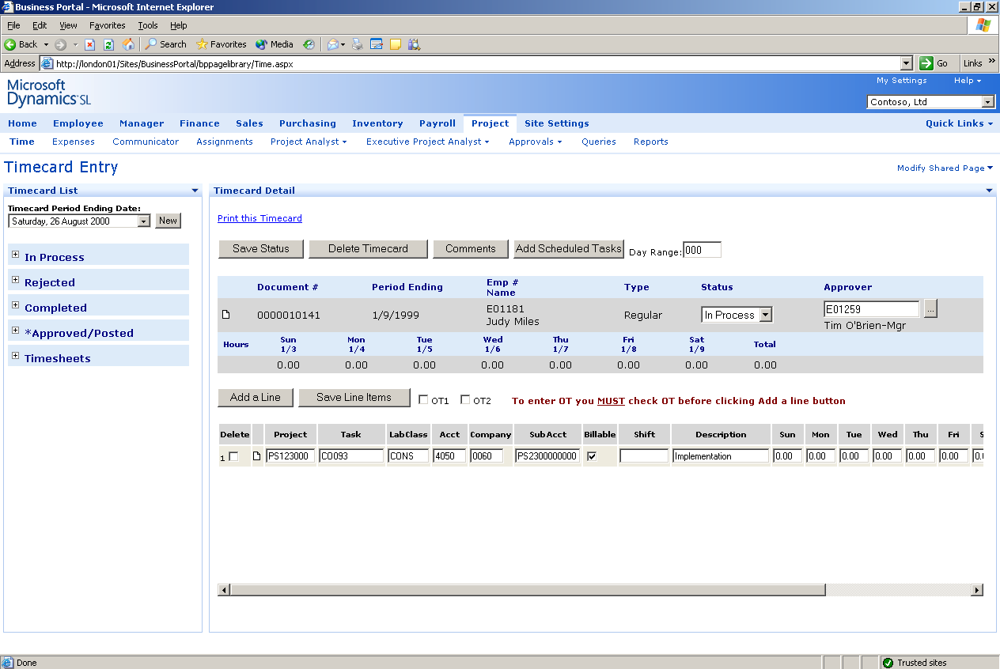 Business Portal - Microsoft Internet Explorer
File Edit View Favorites Tools Help
Back Search Favorites Media
Address http://london01/Sites/BusinessPortal/bppagelibrary/Time.aspx Go Links »
My Settings Help
Microsoft
Dynamics SL
Contoso, Ltd
Home Employee Manager Finance Sales Purchasing Inventory Payroll Project Site Settings Quick Links
Time Expenses Communicator Assignments Project Analyst Executive Project Analyst Approvals Queries Reports
Timecard Entry
Modify Shared Page
Timecard List
Timecard Period Ending Date:
Saturday, 26 August 2000 New
In Process
Rejected
Completed
*Approved/Posted
Timesheets
Timecard Detail
Print this Timecard
Save Status Delete Timecard Comments Add Scheduled Tasks Day Range: 000
Document # Period Ending Emp # Name Type Status Approver
0000010141 1/9/1999 E01181 Regular In Process E01259 ...
Judy Miles Tim O'Brien-Mgr
Hours Sun Mon Tue Wed Thu Fri Sat Total
1/3 1/4 1/5 1/6 1/7 1/8 1/9
0.00 0.00 0.00 0.00 0.00 0.00 0.00 0.00
Add a Line Save Line Items OT1 OT2 To enter OT you MUST check OT before clicking Add a line button
Delete Project Task LabClass Acct Company SubAcct Billable Shift Description Sun Mon Tue Wed Thu Fri
1 PS123000 CO093 CONS 4050 0060 PS2300000000 Implementation 0.00 0.00 0.00 0.00 0.00 0.00
Done Trusted sites